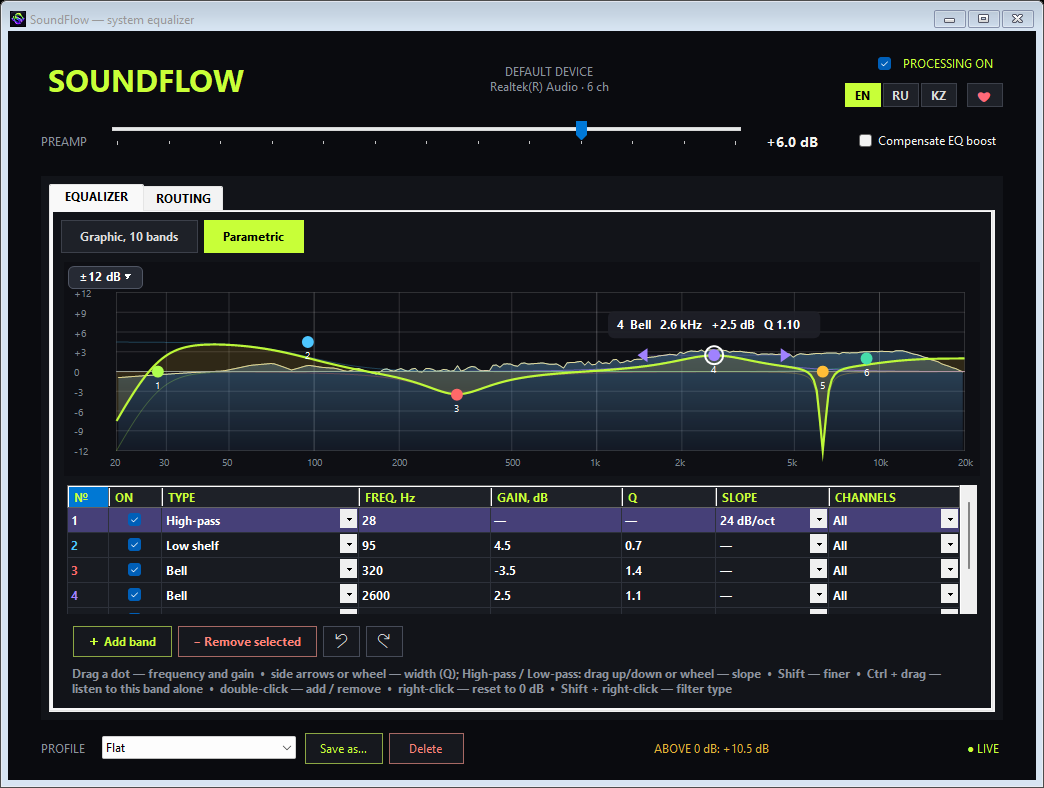 SoundFlow — system equalizer
SOUNDFLOW
DEFAULT DEVICE
Realtek(R) Audio · 6 ch
PROCESSING ON
EN RU KZ
PREAMP
+6.0 dB
Compensate EQ boost
EQUALIZER ROUTING
Graphic, 10 bands Parametric
±12 dB
+12
+9
+6
+3
0
-3
-6
-9
-12
4 Bell 2.6 kHz +2.5 dB Q 1.10
1
2
3
4
5
6
20 30 50 100 200 500 1k 2k 5k 10k 20k
№ ON TYPE FREQ, Hz GAIN, dB Q SLOPE CHANNELS
1 High-pass 28 — — 24 dB/oct All
2 Low shelf 95 4.5 0.7 — All
3 Bell 320 -3.5 1.4 — All
4 Bell 2600 2.5 1.1 — All
+ Add band – Remove selected
Drag a dot — frequency and gain • side arrows or wheel — width (Q); High-pass / Low-pass: drag up/down or wheel — slope • Shift — finer • Ctrl + drag —
listen to this band alone • double-click — add / remove • right-click — reset to 0 dB • Shift + right-click — filter type
PROFILE Flat Save as... Delete
ABOVE 0 dB: +10.5 dB
● LIVE